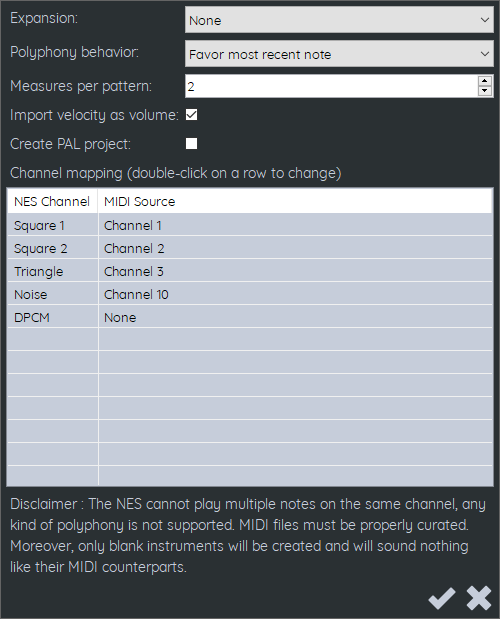 Expansion: None
Polyphony behavior: Favor most recent note
Measures per pattern: 2
Import velocity as volume:
Create PAL project:
Channel mapping (double-click on a row to change)
NES Channel MIDI Source
Square 1 Channel 1
Square 2 Channel 2
Triangle Channel 3
Noise Channel 10
DPCM None
Disclaimer : The NES cannot play multiple notes on the same channel, any
kind of polyphony is not supported. MIDI files must be properly curated.
Moreover, only blank instruments will be created and will sound nothing
like their MIDI counterparts.